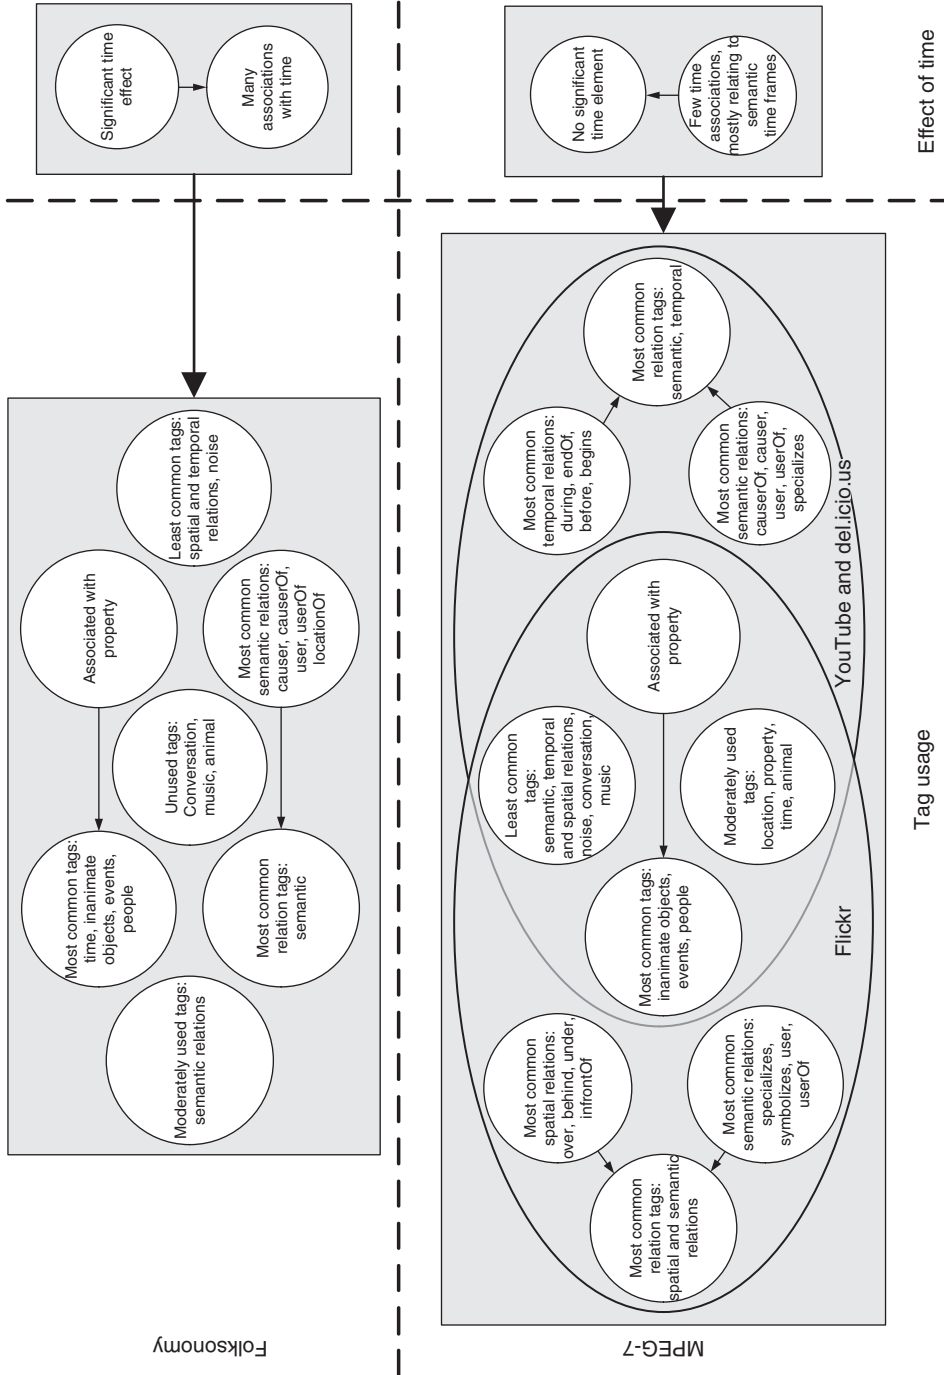 Folksonomy
Moderately used tags:
semantic relations
Most common tags:
time, inanimate
objects, events,
people
Most common
relation tags:
semantic
Unused tags:
Conversation,
music, animal
Associated with
property
Most common
semantic relations:
causer, causerOf,
user, userOf
locationOf
Least common tags:
spatial and temporal
relations, noise
Significant time
effect
Many
associations
with time
MPEG-7
Most common
relation tags:
spatial and semantic
relations
Most common
spatial relations:
over, behind, under,
infrontOf
Most common
semantic relations:
specializes,
symbolizes, user,
userOf
Most common tags:
inanimate objects,
events, people
Flickr
Least common
tags:
semantic, temporal
and spatial relations,
noise, conversation,
music
Moderately used
tags:
location, property,
time, animal
Associated with
property
YouTube and del.icio.us
Most common
temporal relations:
during, endOf,
before, begins
Most common
semantic relations:
causerOf, causer,
user, userOf,
specializes
Most common
relation tags:
semantic, temporal
No significant
time element
Few time
associations,
mostly relating to
semantic
time frames
Tag usage
Effect of time